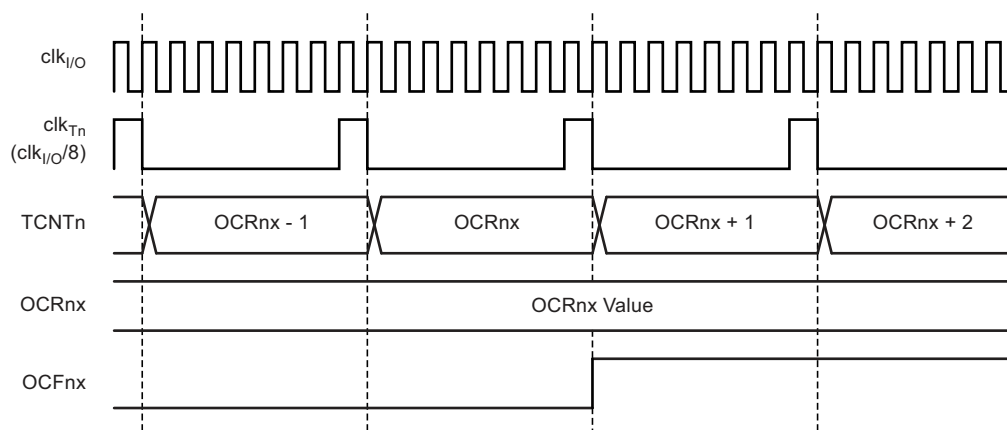 clkI/O
clkTn
(clkI/O/8)
TCNTn OCRnx - 1 OCRnx OCRnx + 1 OCRnx + 2
OCRnx OCRnx Value
OCFnx